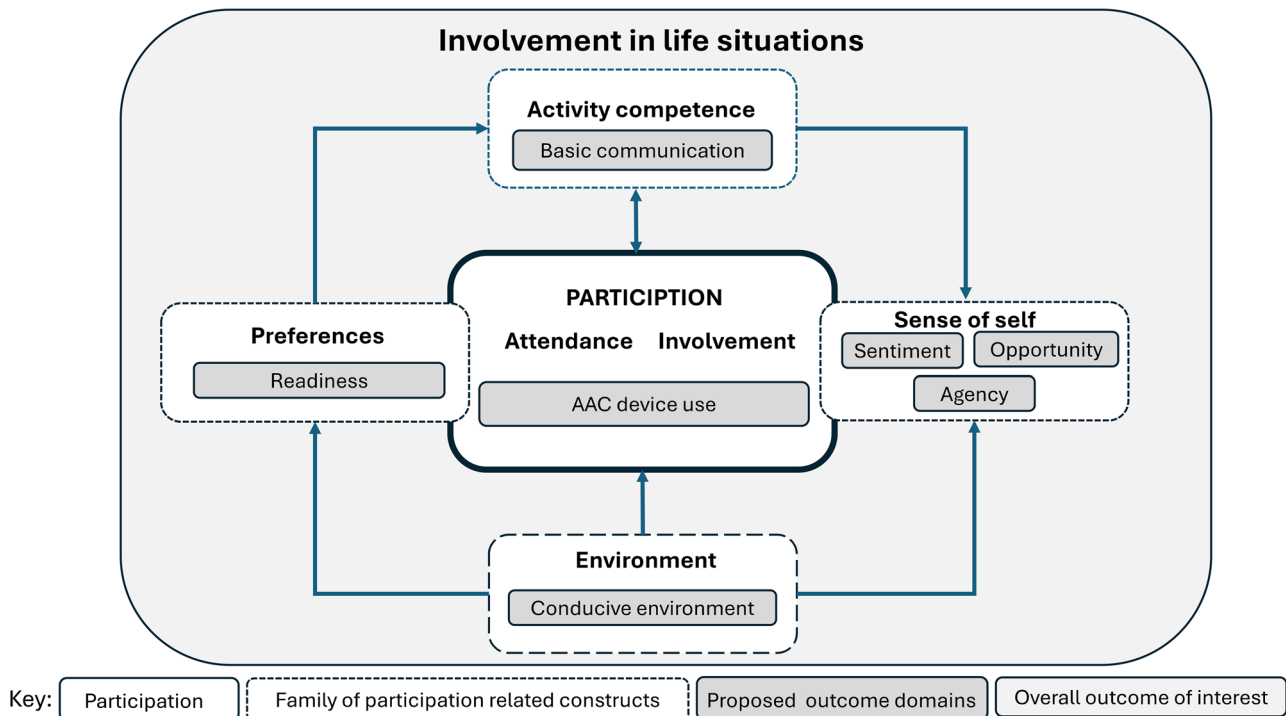 Involvement in life situations
Activity competence
Basic communication
PARTICIPTION
Attendance Involvement
AAC device use
Preferences
Readiness
Sense of self
Sentiment Opportunity
Agency
Environment
Conducive environment
Key: Participation Family of participation related constructs Proposed outcome domains Overall outcome of interest